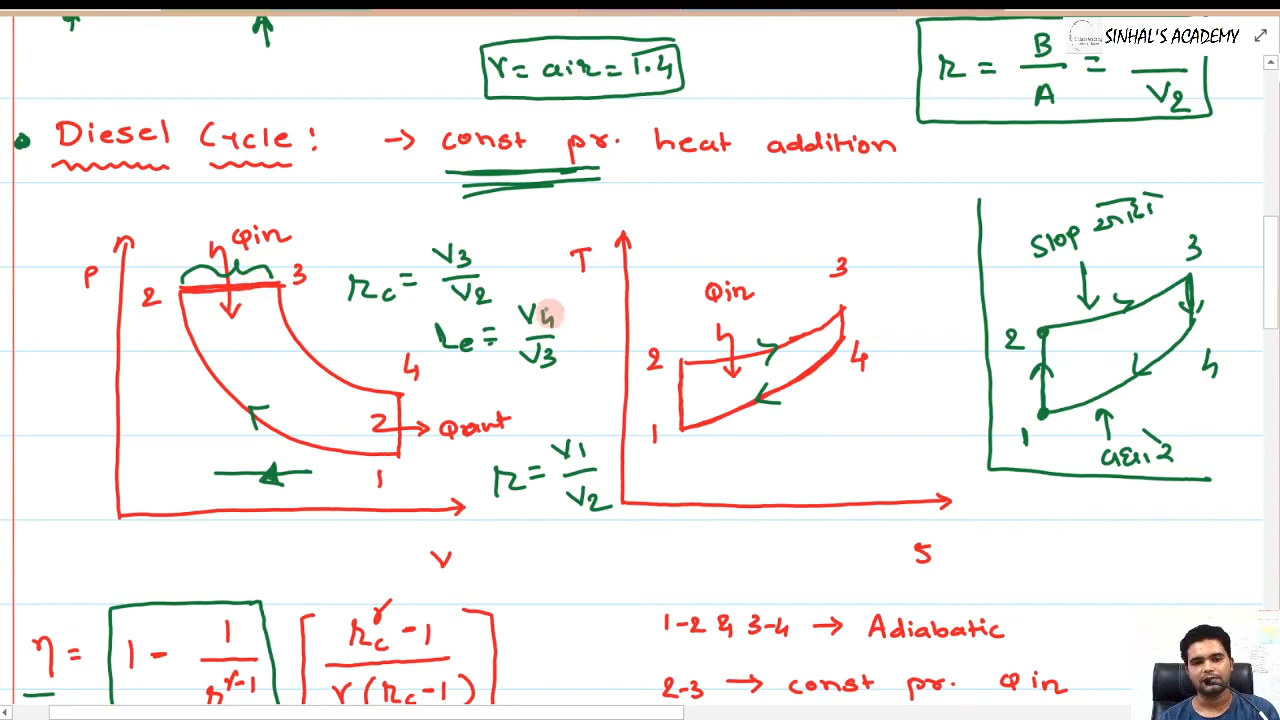 SINHAL'S ACADEMY
γ = air = 1.4
r = B/A = /V2
Diesel Cycle: → const pr. heat addition
P
2
Qin
3
4
Qout
1
V
rc = V3/V2
re = V4/V3
r = V1/V2
T
Qin
2
3
4
1
S
Slop
3
2
4
1
η = 1 - 1/r^γ-1 [rc^γ - 1 / γ(rc - 1)]
1-2 & 3-4 → Adiabatic
2-3 → const pr. Qin